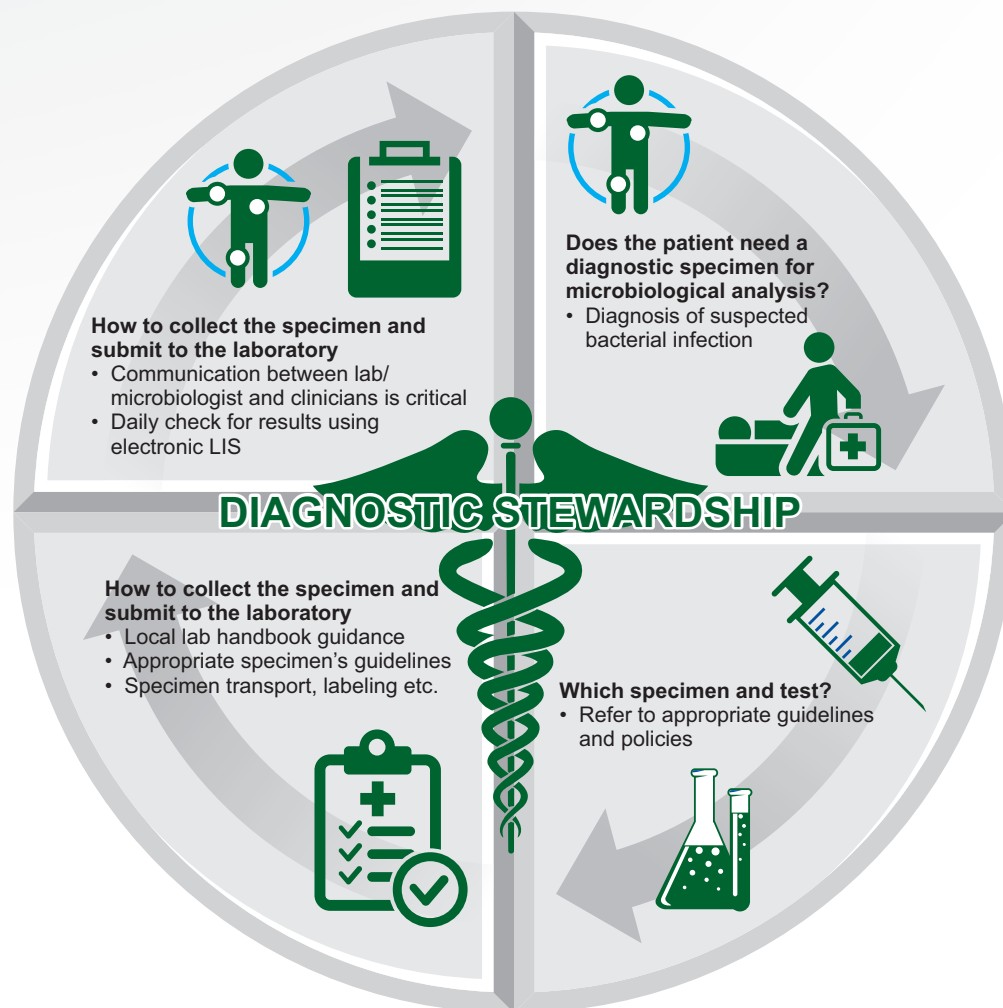 How to collect the specimen and
submit to the laboratory
• Communication between lab/
microbiologist and clinicians is critical
• Daily check for results using
electronic LIS
Does the patient need a
diagnostic specimen for
microbiological analysis?
• Diagnosis of suspected
bacterial infection
DIAGNOSTIC STEWARDSHIP
How to collect the specimen and
submit to the laboratory
• Local lab handbook guidance
• Appropriate specimen’s guidelines
• Specimen transport, labeling etc.
Which specimen and test?
• Refer to appropriate guidelines
and policies